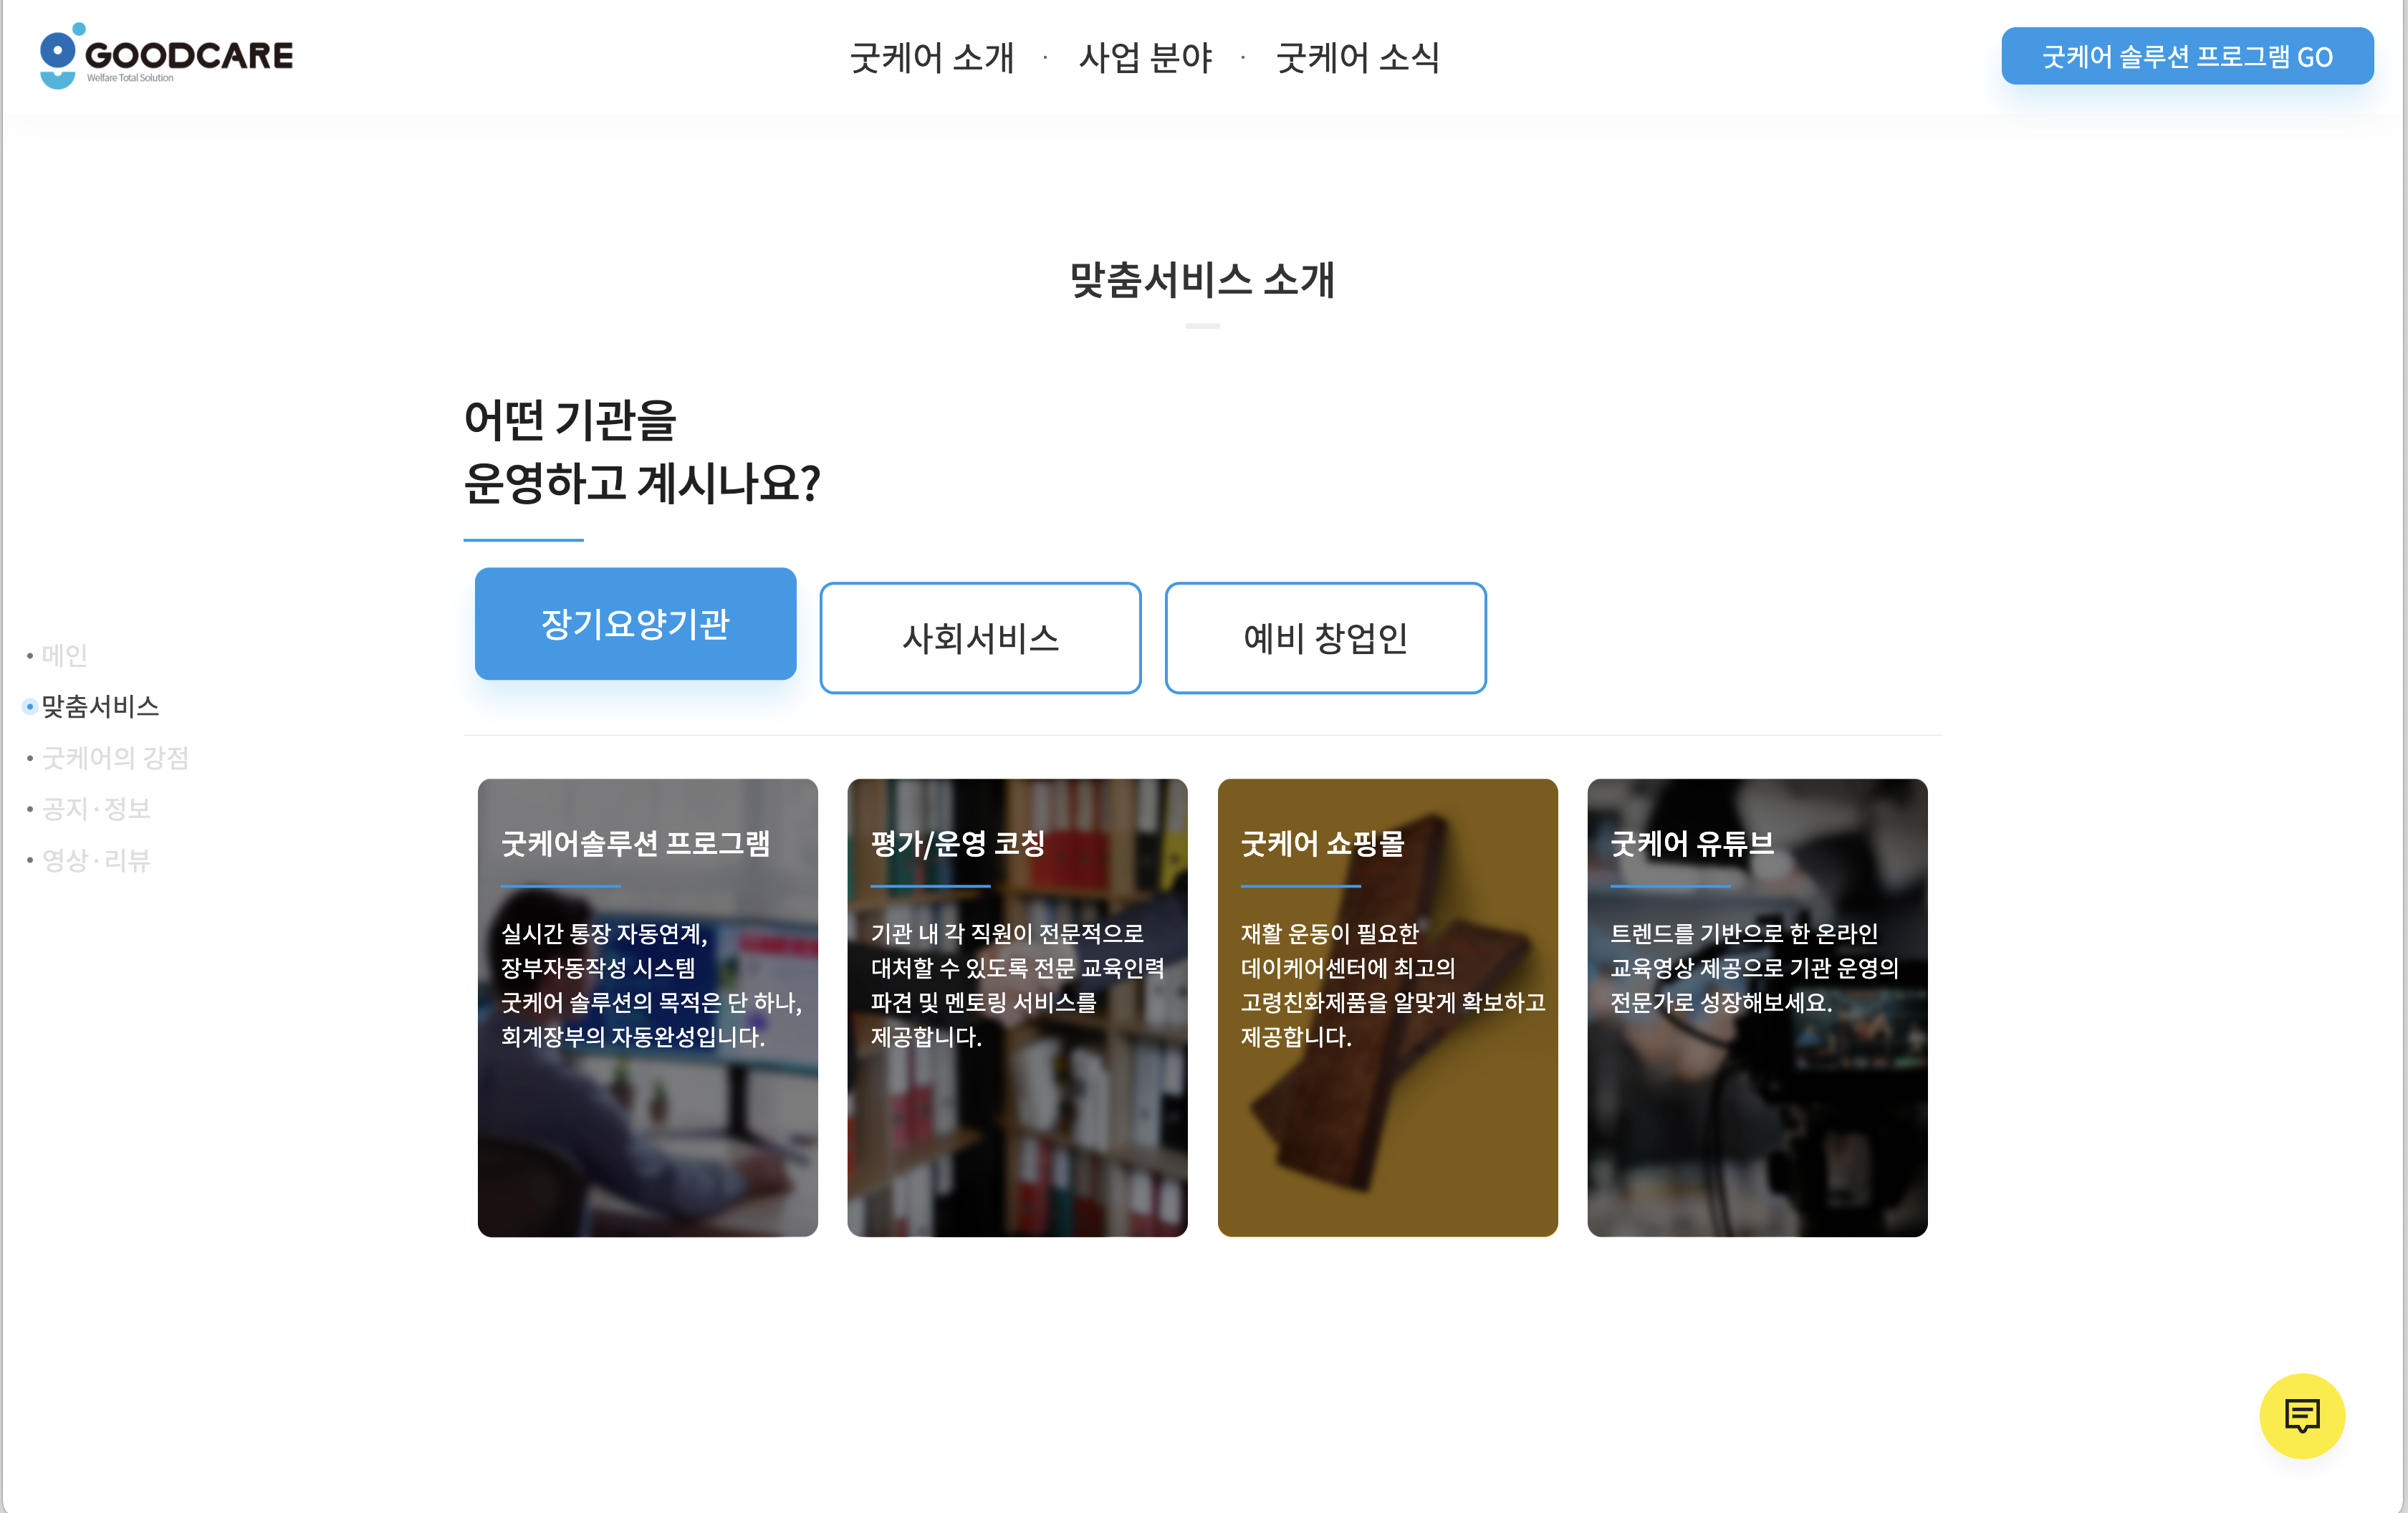 GOODCARE
Welfare Total Solution
굿케어 소개 · 사업 분야 · 굿케어 소식
굿케어 솔루션 프로그램 GO
맞춤서비스 소개
어떤 기관을
운영하고 계시나요?
장기요양기관
사회서비스
예비 창업인
메인
맞춤서비스
굿케어의 강점
공지·정보
영상·리뷰
굿케어솔루션 프로그램
실시간 통장 자동연계,
장부자동작성 시스템
굿케어 솔루션의 목적은 단 하나,
회계장부의 자동완성입니다.
평가/운영 코칭
기관 내 각 직원이 전문적으로
대처할 수 있도록 전문 교육인력
파견 및 멘토링 서비스를
제공합니다.
굿케어 쇼핑몰
재활 운동이 필요한
데이케어센터에 최고의
고령친화제품을 알맞게 확보하고
제공합니다.
굿케어 유튜브
트렌드를 기반으로 한 온라인
교육영상 제공으로 기관 운영의
전문가로 성장해보세요.